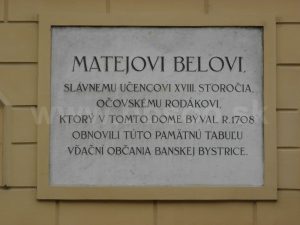 MATEJOVI BELOVI,
SLÁVNEMU UČENCOVI XVIII. STOROČIA,
OČOVSKÉMU RODÁKOVI,
KTORÝ V TOMTO DOME BÝVAL R. 1708
OBNOVILI TÚTO PAMÄTNÚ TABUĽU
VĎAČNÍ OBČANIA BANSKEJ BYSTRICE.